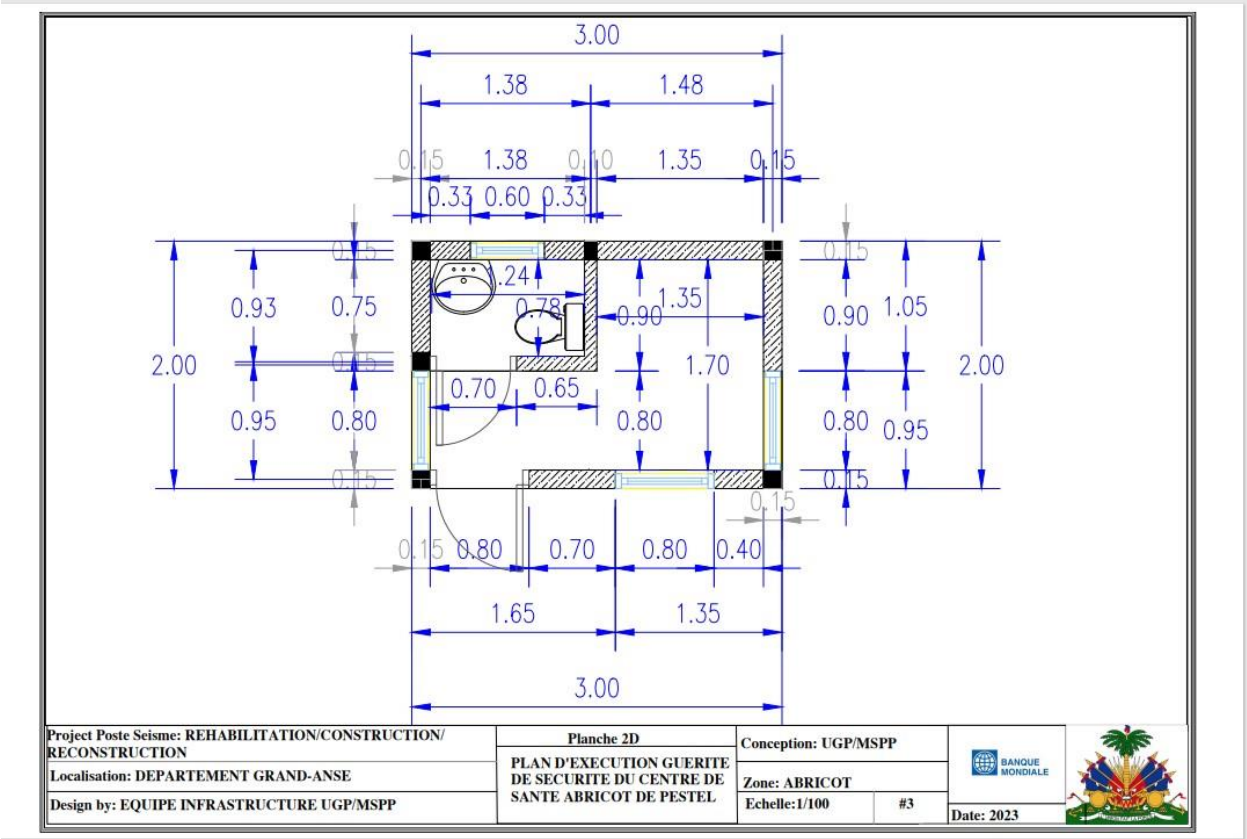 3.00
1.38 1.48
0.15 1.38 0.10 1.35 0.15
0.33 0.60 0.33
0.15 0.15
.24
0.93 0.75 0.78 0.90 1.35 0.90 1.05
2.00 0.15 1.70 2.00
0.70 0.65
0.95 0.80 0.80 0.80 0.95
0.15 0.15
0.15
0.15 0.80 0.70 0.80 0.40
1.65 1.35
3.00
Project Poste Seisme: REHABILITATION/CONSTRUCTION/
RECONSTRUCTION
Localisation: DEPARTEMENT GRAND-ANSE
Design by: EQUIPE INFRASTRUCTURE UGP/MSPP
Planche 2D
PLAN D'EXECUTION GUERITE
DE SECURITE DU CENTRE DE
SANTE ABRICOT DE PESTEL
Conception: UGP/MSPP
Zone: ABRICOT
Echelle:1/100 #3
BANQUE
MONDIALE
Date: 2023